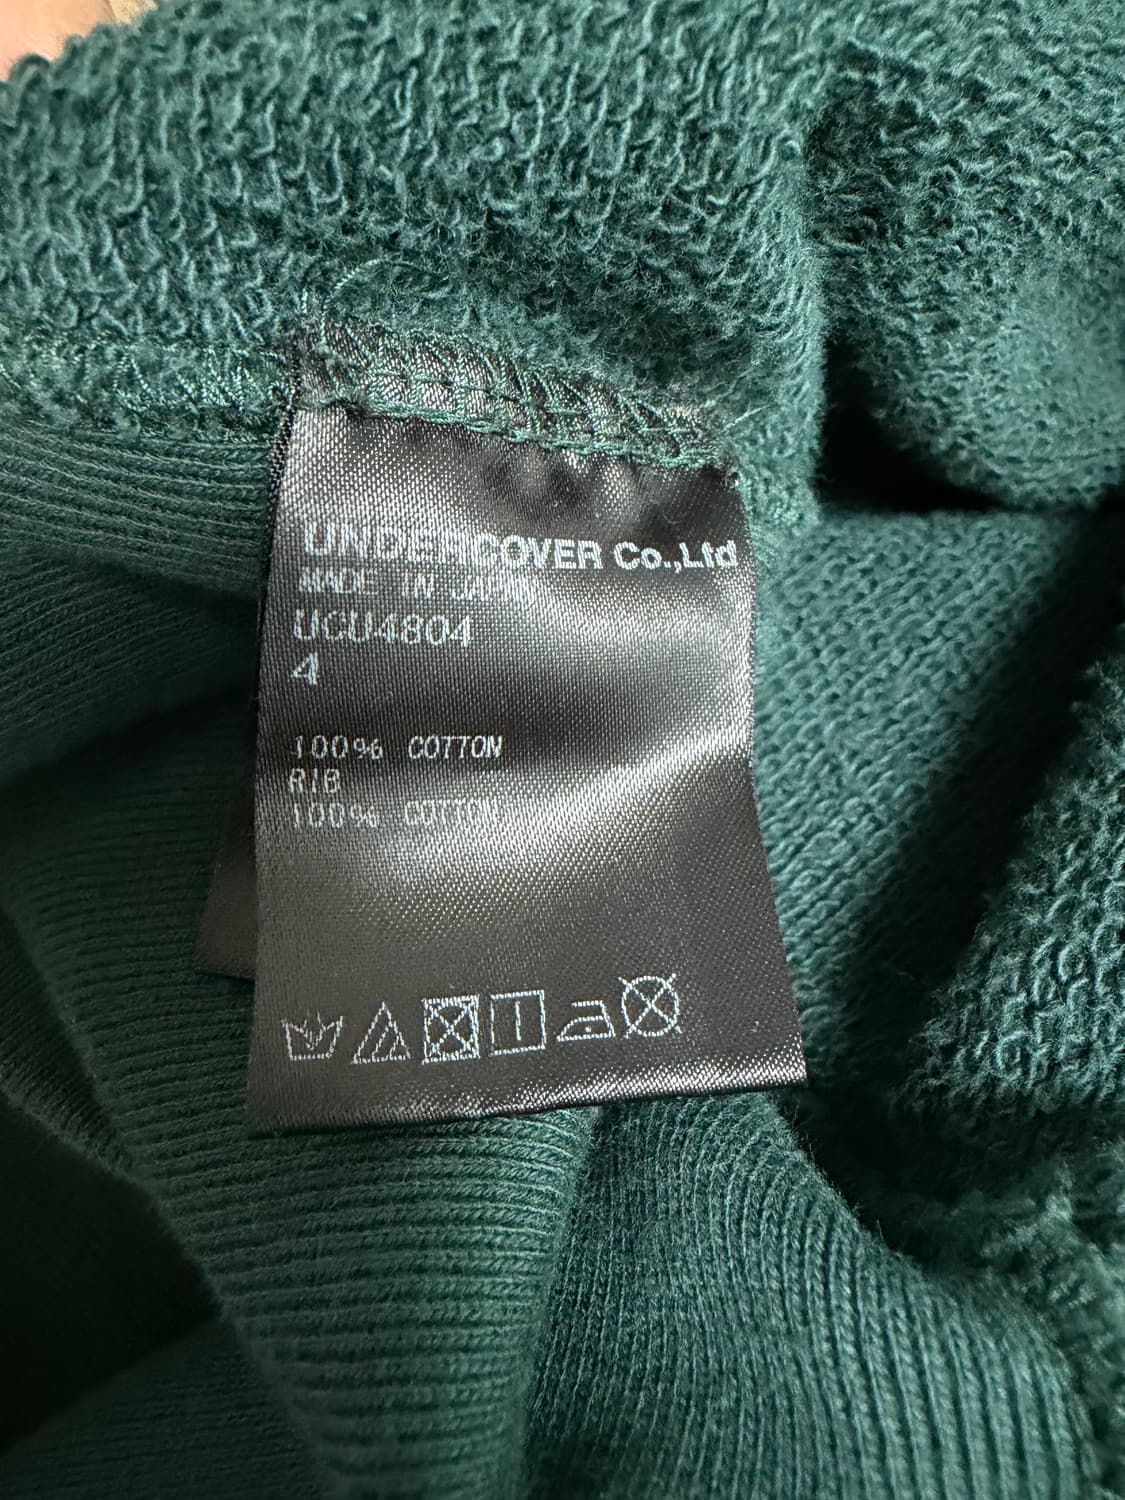 UNDERCOVER Co.,Ltd
MADE IN JAPAN
UCU4804
4
100% COTTON
RIB
100% COTTON